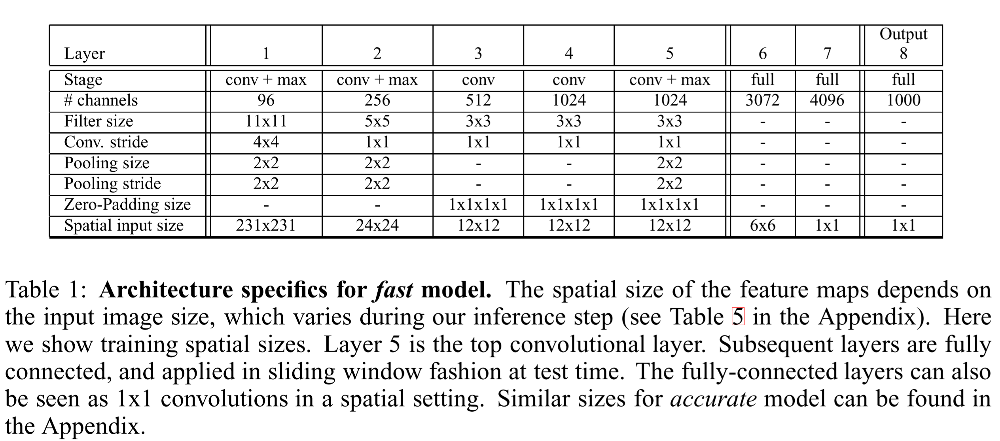 Output
Layer 1 2 3 4 5 6 7 8
Stage conv + max conv + max conv conv conv + max full full full
# channels 96 256 512 1024 1024 3072 4096 1000
Filter size 11x11 5x5 3x3 3x3 3x3 - - -
Conv. stride 4x4 1x1 1x1 1x1 1x1 - - -
Pooling size 2x2 2x2 - - 2x2 - - -
Pooling stride 2x2 2x2 - - 2x2 - - -
Zero-Padding size - - 1x1x1x1 1x1x1x1 1x1x1x1 - - -
Spatial input size 231x231 24x24 12x12 12x12 12x12 6x6 1x1 1x1
Table 1: Architecture specifics for fast model. The spatial size of the feature maps depends on
the input image size, which varies during our inference step (see Table 5 in the Appendix). Here
we show training spatial sizes. Layer 5 is the top convolutional layer. Subsequent layers are fully
connected, and applied in sliding window fashion at test time. The fully-connected layers can also
be seen as 1x1 convolutions in a spatial setting. Similar sizes for accurate model can be found in
the Appendix.